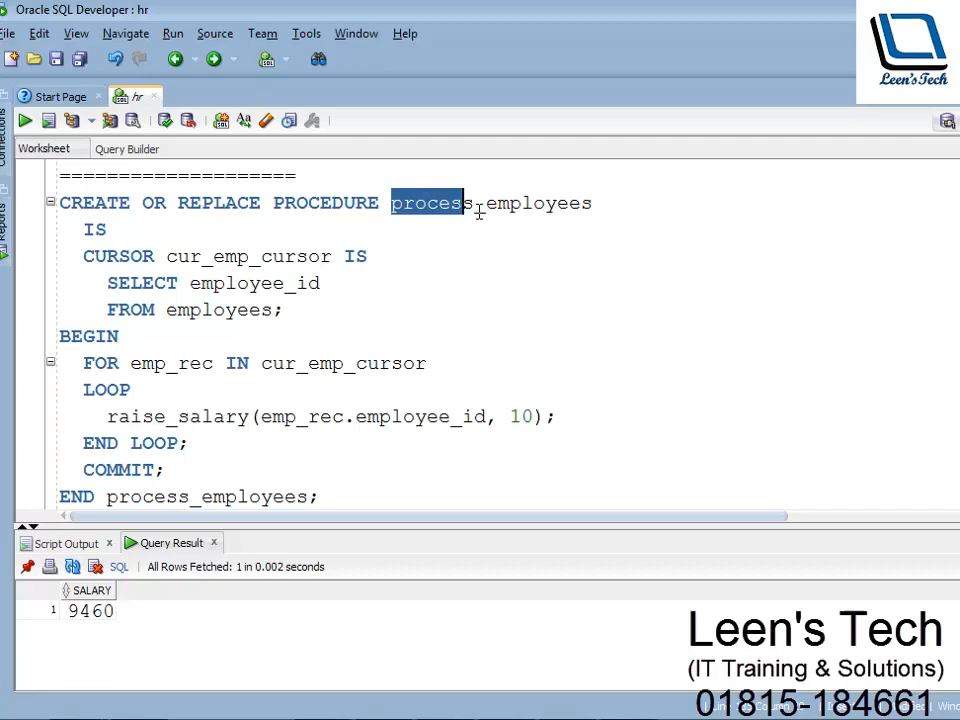 Oracle SQL Developer : hr
File Edit View Navigate Run Source Team Tools Window Help
Leen'sTech
Start Page
hr
Worksheet Query Builder
Connections
Reports
====================
CREATE OR REPLACE PROCEDURE process_employees
IS
CURSOR cur_emp_cursor IS
SELECT employee_id
FROM employees;
BEGIN
FOR emp_rec IN cur_emp_cursor
LOOP
raise_salary(emp_rec.employee_id, 10);
END LOOP;
COMMIT;
END process_employees;
Script Output Query Result
SQL All Rows Fetched: 1 in 0.002 seconds
SALARY
1 9460
Leen's Tech
(IT Training & Solutions)
01815-184661